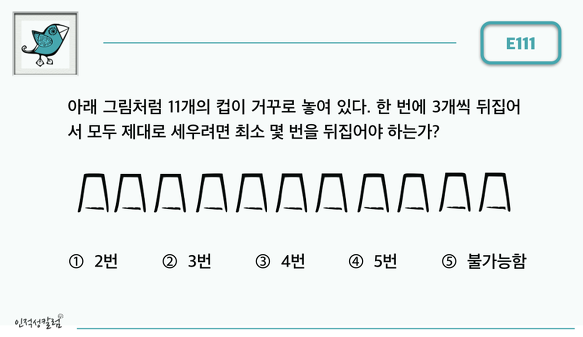 E111
아래 그림처럼 11개의 컵이 거꾸로 놓여 있다. 한 번에 3개씩 뒤집어
서 모두 제대로 세우려면 최소 몇 번을 뒤집어야 하는가?
① 2번 ② 3번 ③ 4번 ④ 5번 ⑤ 불가능함
인적성칼럼